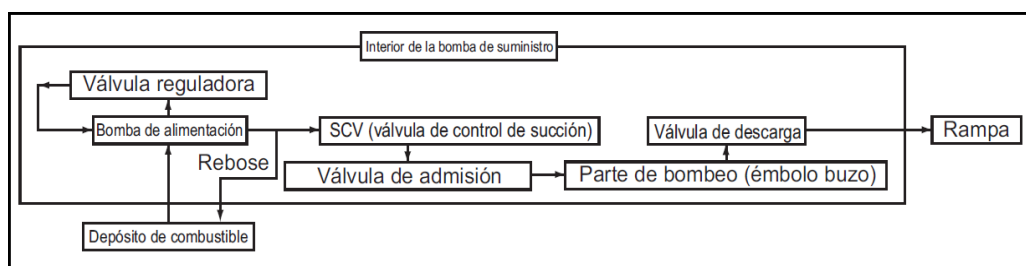 Interior de la bomba de suministro
Válvula reguladora
Bomba de alimentación
SCV (válvula de control de succión)
Válvula de descarga
Rampa
Rebose
Válvula de admisión
Parte de bombeo (émbolo buzo)
Depósito de combustible